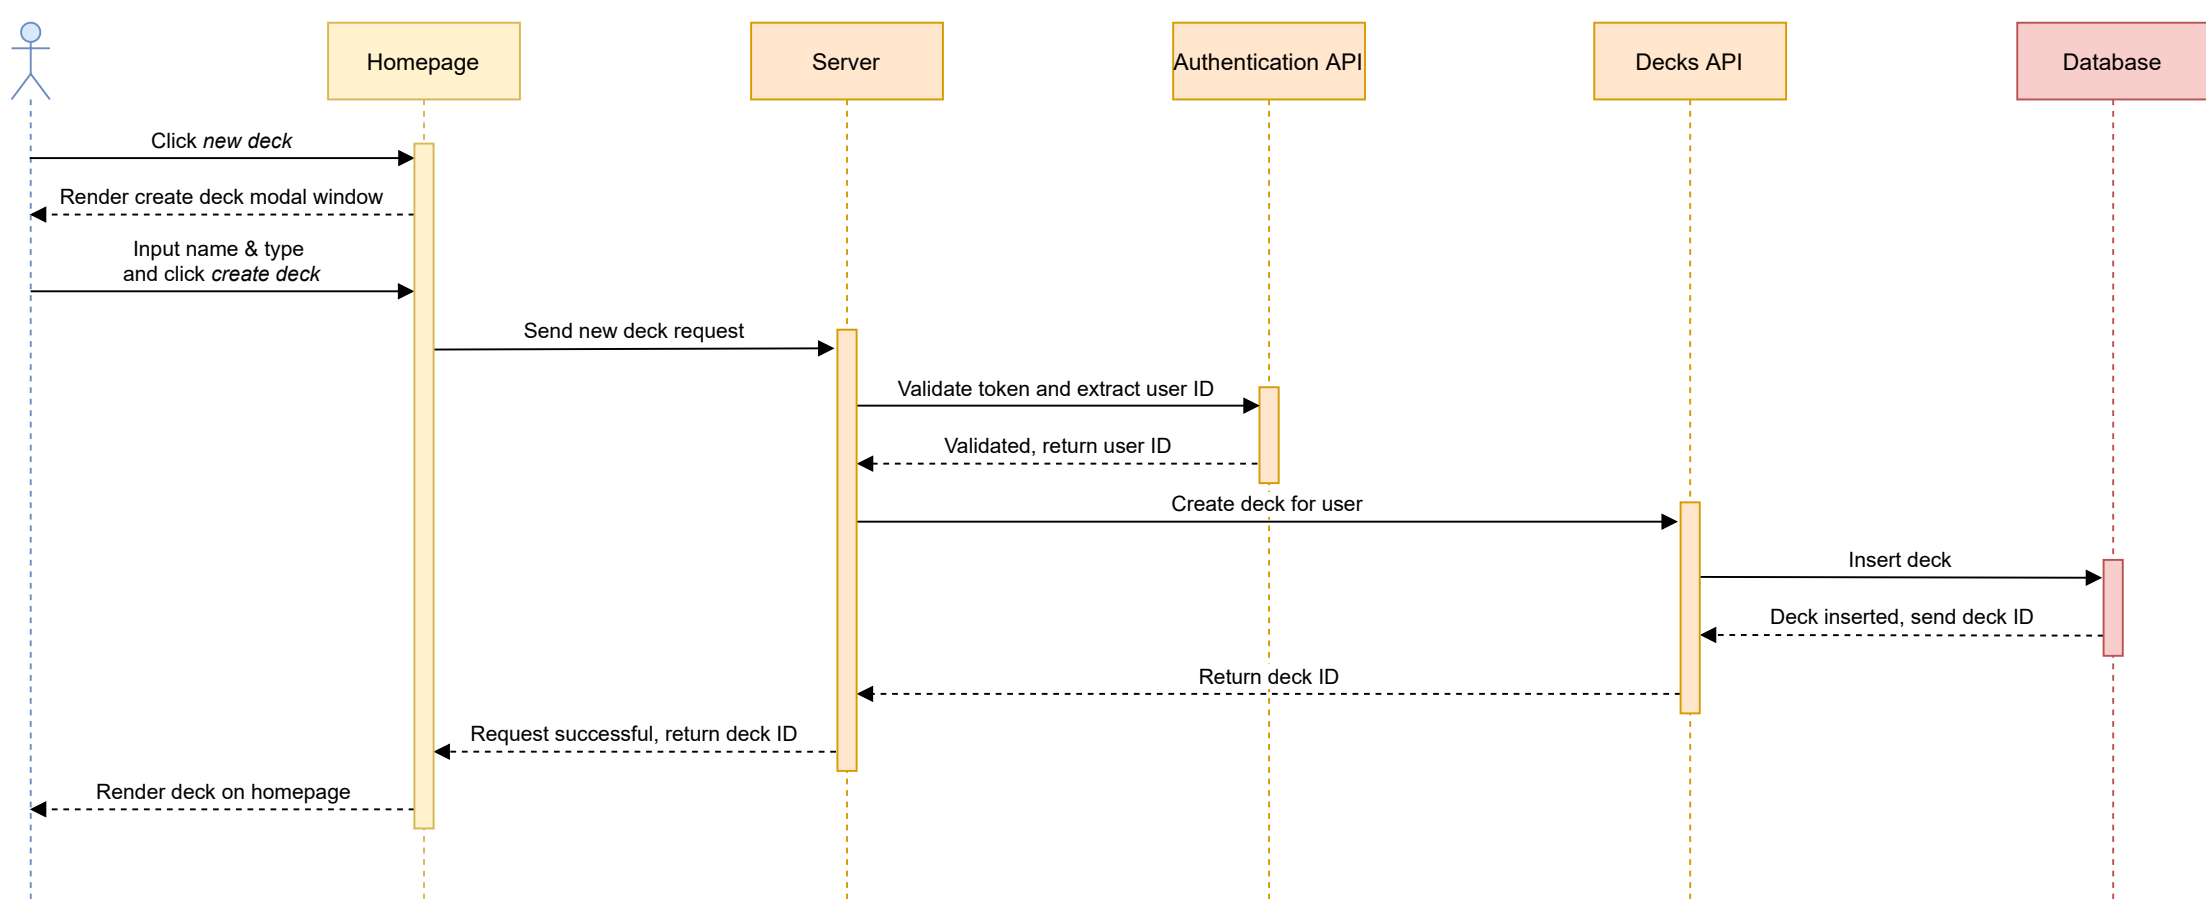 Homepage
Server
Authentication API
Decks API
Database
Click new deck
Render create deck modal window
Input name & type
and click create deck
Send new deck request
Validate token and extract user ID
Validated, return user ID
Create deck for user
Insert deck
Deck inserted, send deck ID
Return deck ID
Request successful, return deck ID
Render deck on homepage